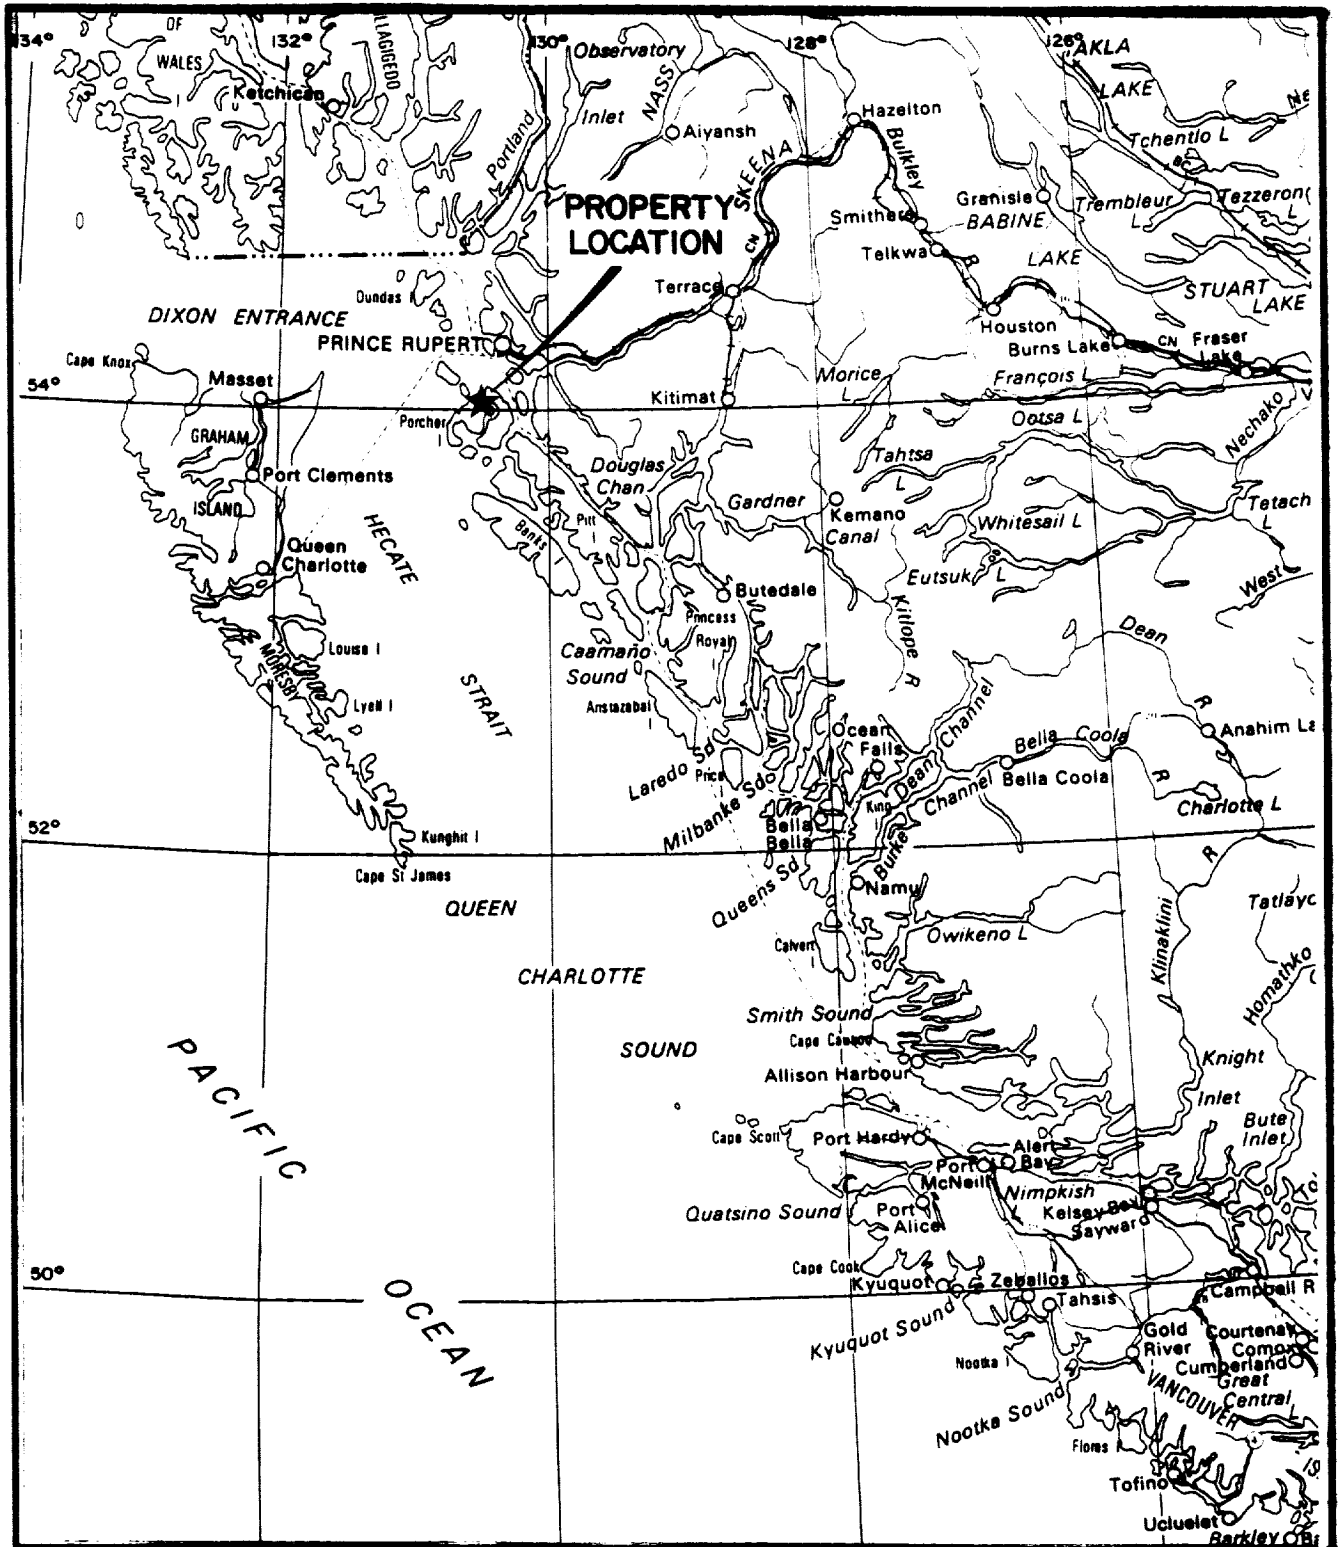 134°
132°
130°
128°
126°
OF
WALES
Ketchican
Observatory
Inlet
NASS
Aiyansh
Portland
Hazelton
Bulkley
SKEENA
CN
LAKE
Tchentlo L
Trembleur
L
Tezzeron
L
Granisle
BABINE
LAKE
Smithers
Telkwa
STUART
LAKE
PROPERTY
LOCATION
Terrace
Houston
Burns Lake
CN
Fraser
Lake
Dundas I
DIXON ENTRANCE
PRINCE RUPERT
Cape Knox
54°
Masset
Porcher
I
Kitimat
Morice
L
François L
Ootsa L
Nechako
GRAHAM
ISLAND
Port Clements
Douglas
Chan
Tahtsa
L
Gardner
Canal
Kemano
Whitesail L
Tetach
L
HECATE
STRAIT
Banks
I
Pitt
I
Queen
Charlotte
Eutsuk
L
West
Butedale
Princess
Royal
I
Kitlope
R
Dean
R
Louise I
MORESBY
Lyell I
Caamaño
Sound
Anstazabal
I
Laredo Sd
Price
I
Milbanke Sd
Ocean
Falls
Dean Channel
King
I
Burke Channel
Bella Coola
R
Bella Coola
Anahim La
Charlotte L
R
Bella
Bella
52°
Kunghit I
Cape St James
Queens Sd
Namu
QUEEN
CHARLOTTE
SOUND
Calvert
I
Owikeno L
Klinaklini
Tatlayc
Homathko
Smith Sound
Allison Harbour
Knight
Inlet
Bute
Inlet
PACIFIC
OCEAN
Cape Scott
Port Hardy
Alert
Bay
Port
McNeill
Nimpkish
L
Kelsey Bay
Sayward
Quatsino Sound
Port
Alice
50°
Cape Cook
Kyuquot
Zeballos
Tahsis
Campbell R
Kyuquot Sound
Gold
River
Courtenay
Comox
Cumberland
Nootka I
Great
Central
L
VANCOUVER
Nootka Sound
Flores I
Tofino
Ucluelet
Barkley